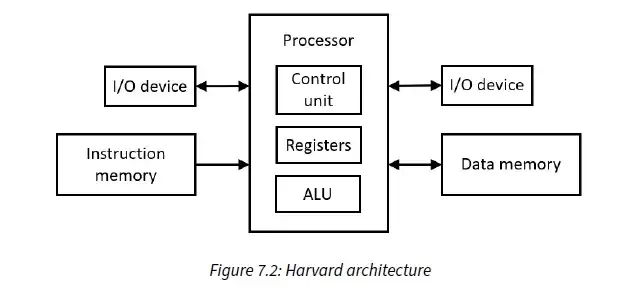 Processor
I/O device
Control
unit
I/O device
Instruction
memory
Registers
Data memory
ALU
Figure 7.2: Harvard architecture